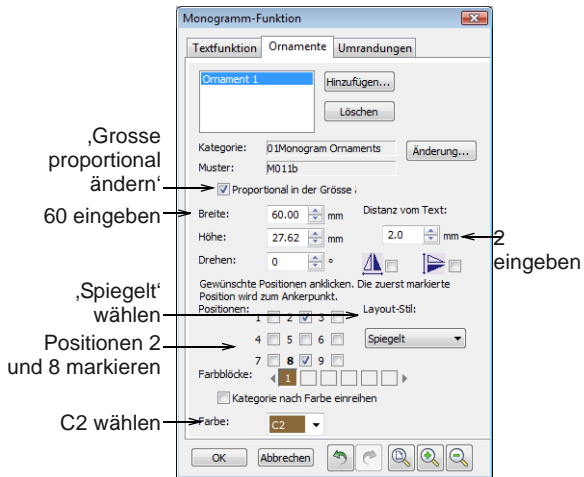 Monogramm-Funktion
Textfunktion Ornamente Umrandungen
Ornament 1
Hinzufügen...
Löschen
Kategorie: 01Monogram Ornaments
Änderung...
Muster: M011b
‚Grosse
proportional
ändern‘
Proportional in der Grösse
60 eingeben
Breite: 60.00 mm
Distanz vom Text:
Höhe: 27.62 mm
2.0 mm
2
eingeben
Drehen: 0 °
Gewünschte Positionen anklicken. Die zuerst markierte
Position wird zum Ankerpunkt.
‚Spiegelt‘
wählen
Positionen:
1 2 3
Layout-Stil:
Positionen 2
und 8 markieren
4 5 6
Spiegelt
7 8 9
Farbblöcke:
1
Kategorie nach Farbe einreihen
C2 wählen
Farbe: C2
OK Abbrechen